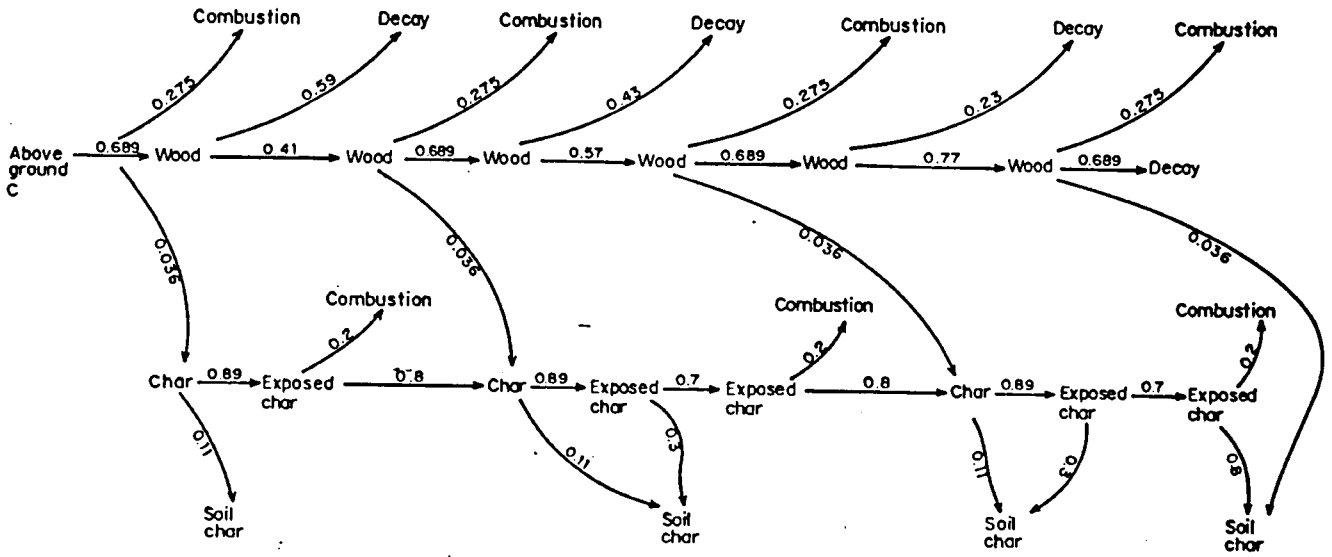 Combustion Decay Combustion Decay Combustion Decay Combustion
0.275 0.59 0.275 0.43 0.275 0.23 0.275
Above
ground
C
0.689 Wood 0.41 Wood 0.689 Wood 0.57 Wood 0.689 Wood 0.77 Wood 0.689 Decay
0.036 0.036 0.036 0.036
Combustion Combustion Combustion
0.2 0.2 0.2
Char 0.89 Exposed
char
0.8 Char 0.89 Exposed
char
0.7 Exposed
char
0.8 Char 0.89 Exposed
char
0.7 Exposed
char
0.11 0.11 0.3 0.11 0.3 0.8
Soil
char
Soil
char
Soil
char
Soil
char